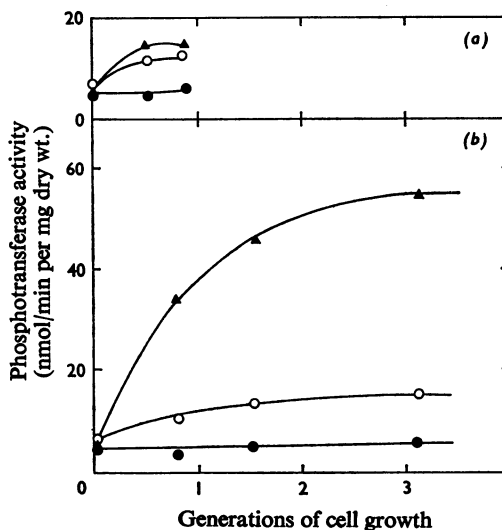 20
(a)
0
(b)
60
40
20
0
1
2
3
Phosphotransferase activity
(nmol/min per mg dry wt.)
Generations of cell growth